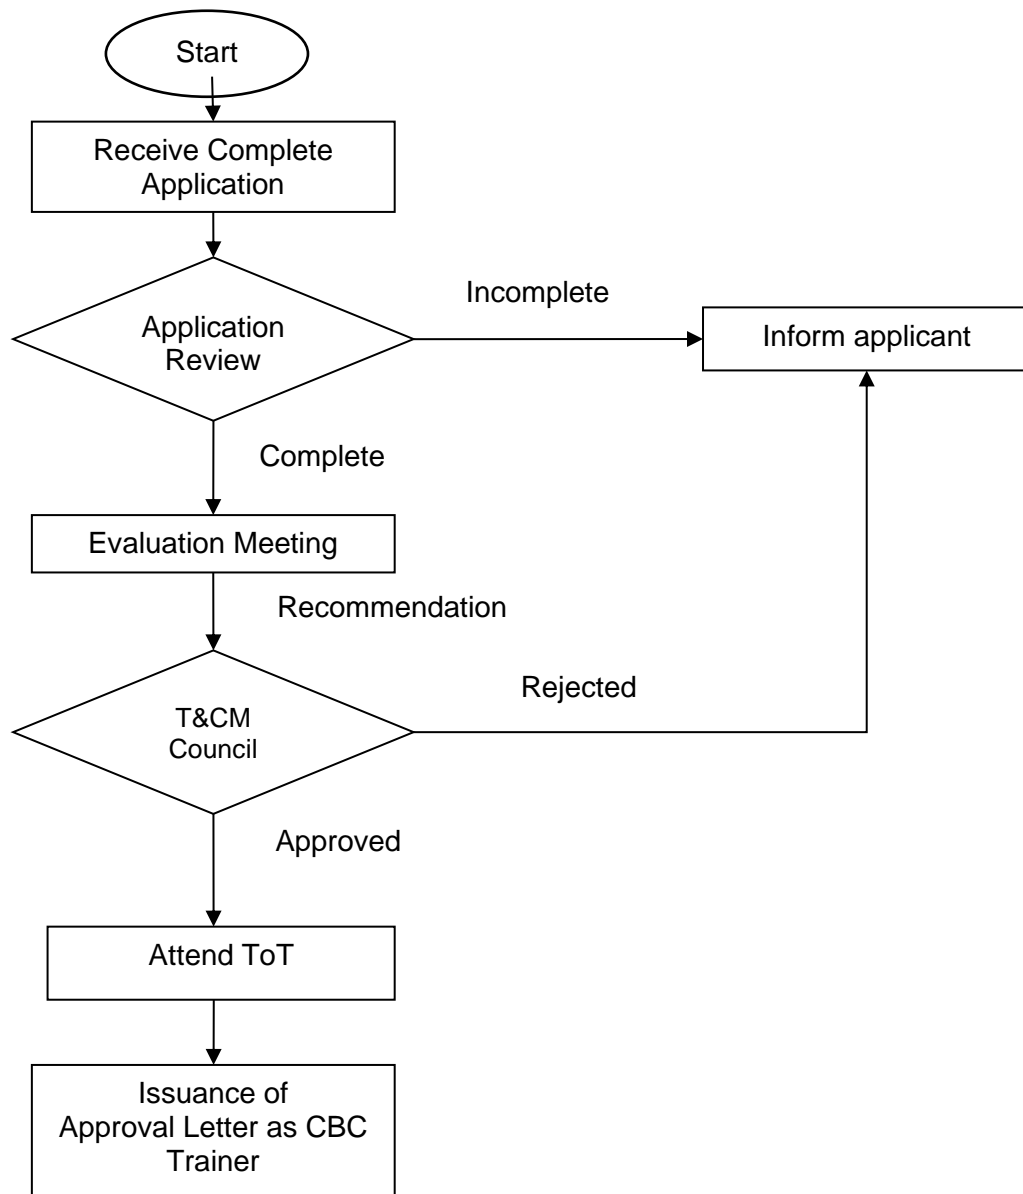 Start
Receive Complete
Application
Incomplete
Application
Review
Inform applicant
Complete
Evaluation Meeting
Recommendation
Rejected
T&CM
Council
Approved
Attend ToT
Issuance of
Approval Letter as CBC
Trainer